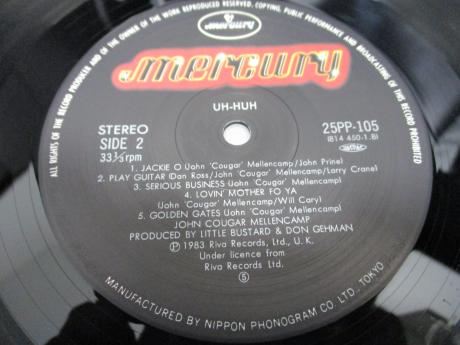 ALL RIGHTS OF THE RECORD PRODUCER AND OF THE OWNER OF THE WORK REPRODUCED RESERVED. COPYING, PUBLIC PERFORMANCE AND BROADCASTING OF THIS RECORD PROHIBITED
mercury
mercury
UH-HUH
STEREO
SIDE 2
33⅓rpm
25PP-105
(814 450-1.B)
1. JACKIE O (John 'Cougar' Mellencamp/John Prine)
2. PLAY GUITAR (Dan Ross/John 'Cougar' Mellencamp/Larry Crane)
3. SERIOUS BUSINESS (John 'Cougar' Mellencamp)
4. LOVIN' MOTHER FO YA
(John 'Cougar' Mellencamp/Will Cary)
5. GOLDEN GATES (John 'Cougar' Mellencamp)
JOHN COUGAR MELLENCAMP
PRODUCED BY LITTLE BUSTARD & DON GEHMAN
Ⓟ 1983 Riva Records, Ltd., U. K.
Under licence from
Riva Records Ltd.
Ⓢ
MANUFACTURED BY NIPPON PHONOGRAM CO. LTD. TOKYO